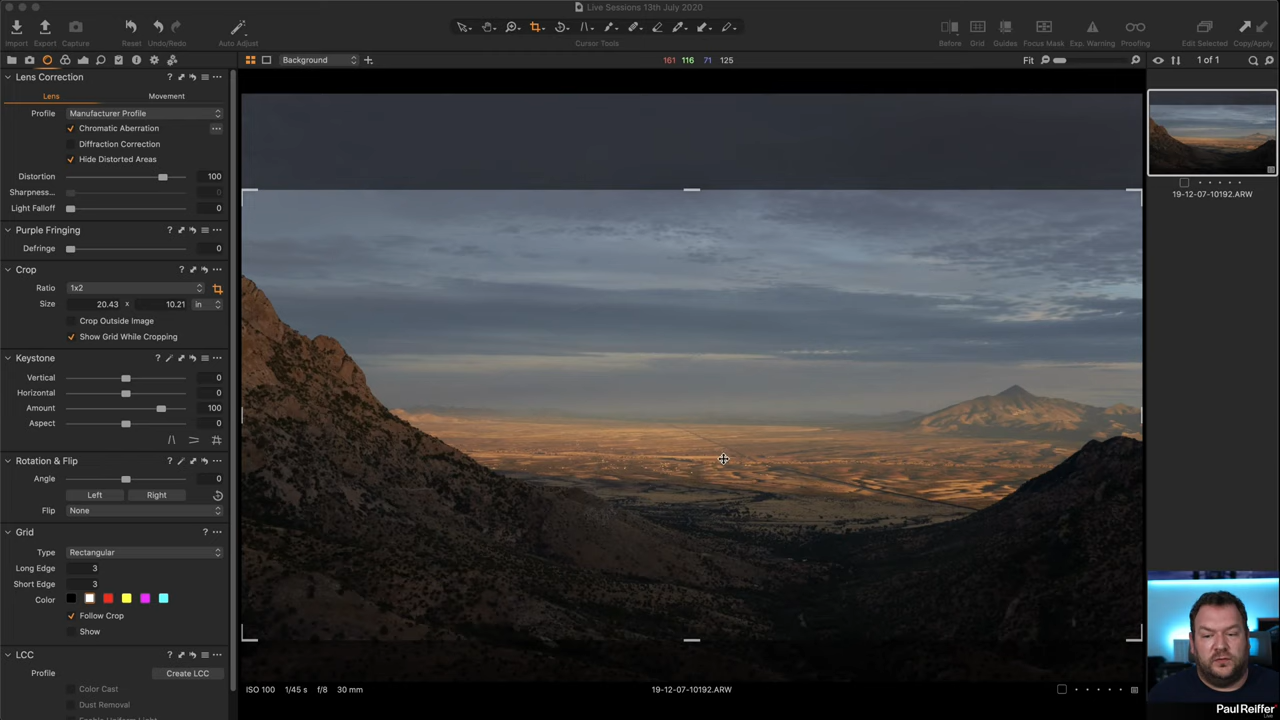 Live Sessions 13th July 2020
Import Export Capture Reset Undo/Redo Auto Adjust Cursor Tools Before Grid Guides Focus Mask Exp. Warning Proofing Edit Selected Copy/Apply
Background 161 116 71 125 Fit 1 of 1
Lens Correction ?
Lens Movement
Profile Manufacturer Profile
Chromatic Aberration
Diffraction Correction
Hide Distorted Areas
Distortion 100
Sharpness... 0
Light Falloff 0
Purple Fringing ?
Defringe 0
19-12-07-10192.ARW
Crop ?
Ratio 1x2
Size 20.43 x 10.21 in
Crop Outside Image
Show Grid While Cropping
Keystone ?
Vertical 0
Horizontal 0
Amount 100
Aspect 0
Rotation & Flip ?
Angle 0
Left Right
Flip None
Grid ?
Type Rectangular
Long Edge 3
Short Edge 3
Color
Follow Crop
Show
LCC ?
Profile Create LCC
Color Cast
Dust Removal
Enable Uniform Light
ISO 100 1/45 s f/8 30 mm 19-12-07-10192.ARW
PaulReiffer
Live